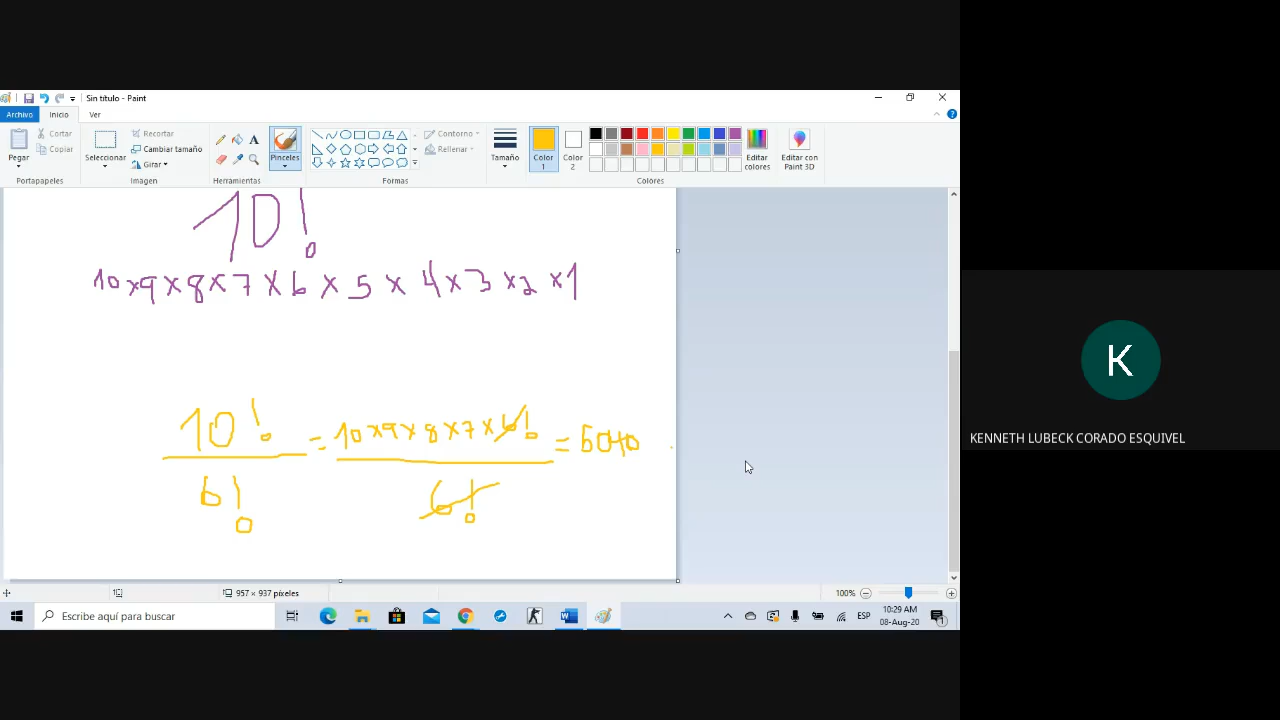 Sin título - Paint
Archivo Inicio Ver
Pegar
Cortar
Copiar
Portapapeles
Seleccionar
Recortar
Cambiar tamaño
Girar
Imagen
Herramientas
Pinceles
Contorno
Rellenar
Formas
Tamaño
Color 1
Color 2
Editar colores
Editar con Paint 3D
Colores
10!
10x9x8x7x6x5x4x3x2x1
10! = 10x9x8x7x6! = 5040
6! 6!
957 × 937 píxeles
100%
Escribe aquí para buscar
ESP
10:29 AM
08-Aug-20
1
K
KENNETH LUBECK CORADO ESQUIVEL